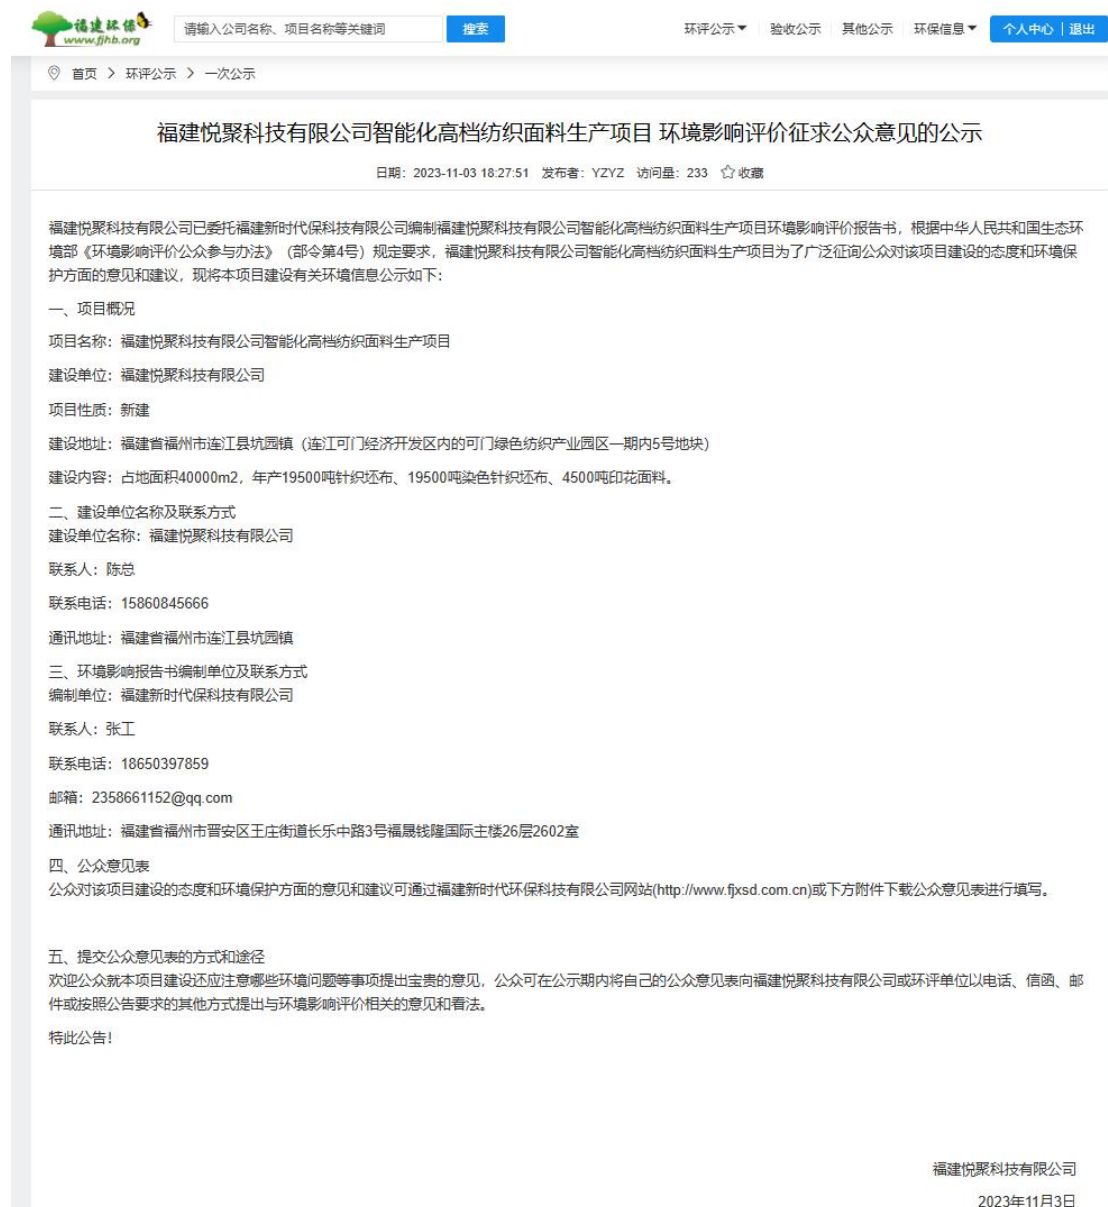 福建环保
www.fjhb.org
请输入公司名称、项目名称等关键词
搜索
环评公示 验收公示 其他公示 环保信息 个人中心 | 退出
首页 > 环评公示 > 一次公示
福建悦聚科技有限公司智能化高档纺织面料生产项目 环境影响评价征求公众意见的公示
日期：2023-11-03 18:27:51 发布者：YZYZ 访问量：233 收藏
福建悦聚科技有限公司已委托福建新时代保科技有限公司编制福建悦聚科技有限公司智能化高档纺织面料生产项目环境影响评价报告书，根据中华人民共和国生态环
境部《环境影响评价公众参与办法》（部令第4号）规定要求，福建悦聚科技有限公司智能化高档纺织面料生产项目为了广泛征询公众对该项目建设的态度和环境保
护方面的意见和建议，现将本项目建设有关环境信息公示如下：
一、项目概况
项目名称：福建悦聚科技有限公司智能化高档纺织面料生产项目
建设单位：福建悦聚科技有限公司
项目性质：新建
建设地址：福建省福州市连江县坑园镇（连江可门经济开发区内的可门绿色纺织产业园区一期内5号地块）
建设内容：占地面积40000m2，年产19500吨针织坯布、19500吨染色针织坯布、4500吨印花面料。
二、建设单位名称及联系方式
建设单位名称：福建悦聚科技有限公司
联系人：陈总
联系电话：15860845666
通讯地址：福建省福州市连江县坑园镇
三、环境影响报告书编制单位及联系方式
编制单位：福建新时代保科技有限公司
联系人：张工
联系电话：18650397859
邮箱：2358661152@qq.com
通讯地址：福建省福州市晋安区王庄街道长乐中路3号福晟钱隆国际主楼26层2602室
四、公众意见表
公众对该项目建设的态度和环境保护方面的意见和建议可通过福建新时代环保科技有限公司网站(http://www.fjxsd.com.cn)或下方附件下载公众意见表进行填写。
五、提交公众意见表的方式和途径
欢迎公众就本项目建设还应注意哪些环境问题等事项提出宝贵的意见，公众可在公示期内将自己的公众意见表向福建悦聚科技有限公司或环评单位以电话、信函、邮
件或按照公告要求的其他方式提出与环境影响评价相关的意见和看法。
特此公告！
福建悦聚科技有限公司
2023年11月3日